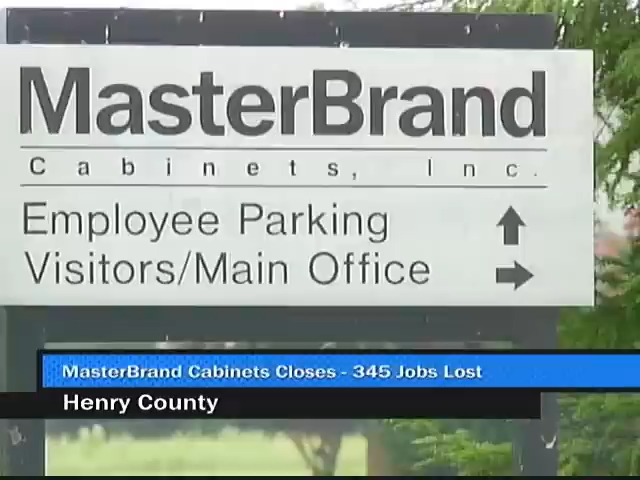 MasterBrand
Cabinets, Inc.
Employee Parking
Visitors/Main Office
MasterBrand Cabinets Closes - 345 Jobs Lost
Henry County